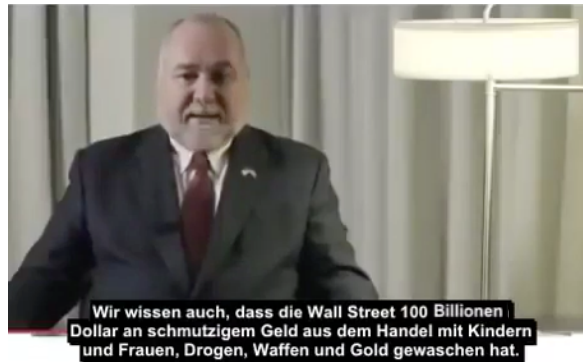 Wir wissen auch, dass die Wall Street 100 Billionen
Dollar an schmutzigem Geld aus dem Handel mit Kindern
und Frauen, Drogen, Waffen und Gold gewaschen hat.